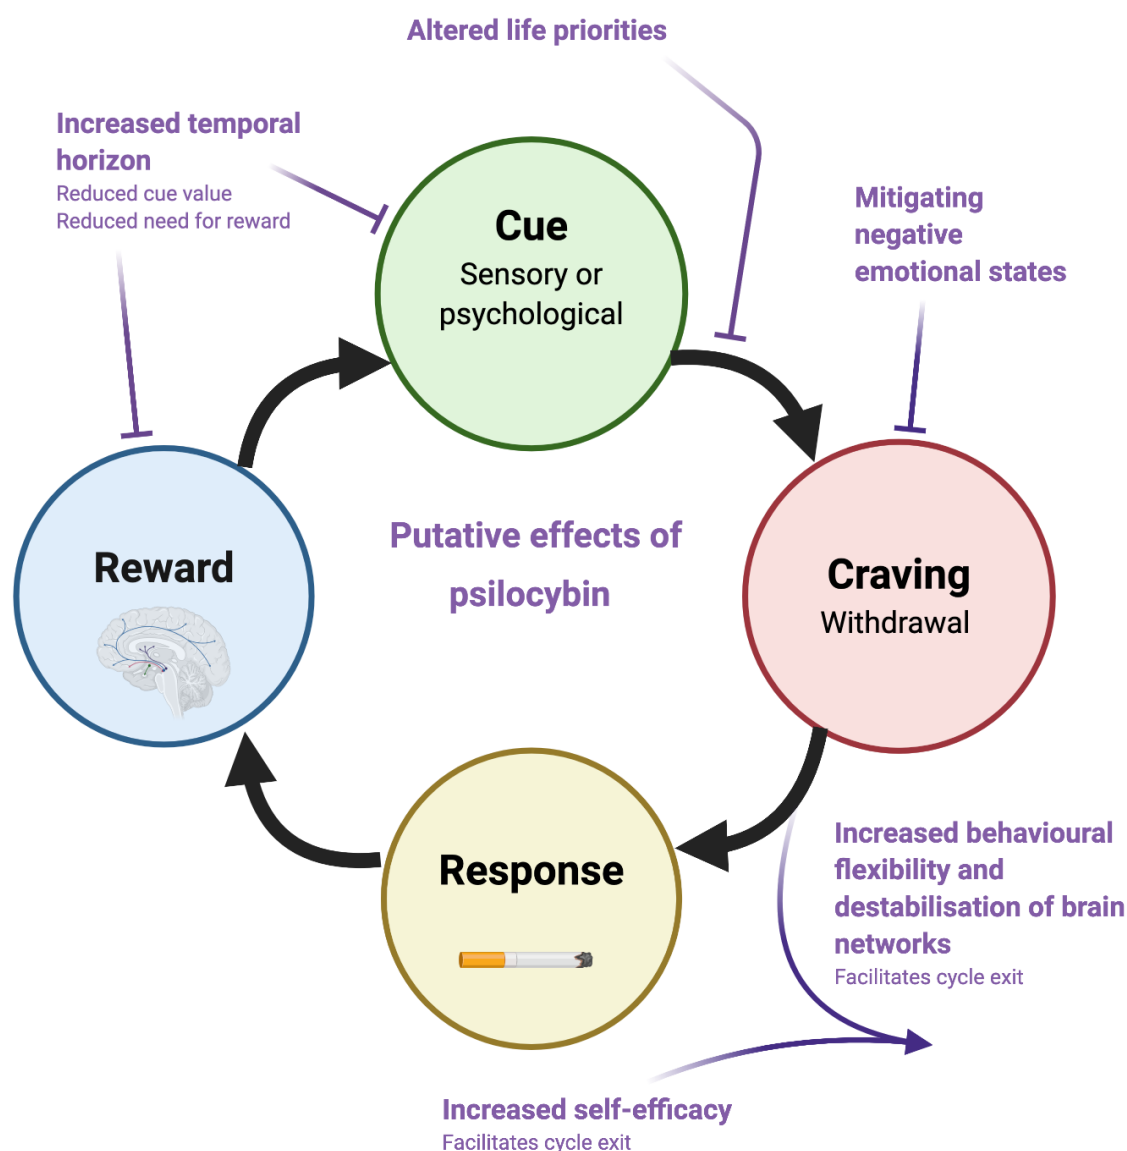 Altered life priorities
Increased temporal
horizon
Reduced cue value
Reduced need for reward
Cue
Sensory or
psychological
Mitigating
negative
emotional states
Putative effects of
psilocybin
Reward
Craving
Withdrawal
Response
Increased behavioural
flexibility and
destabilisation of brain
networks
Facilitates cycle exit
Increased self-efficacy
Facilitates cycle exit